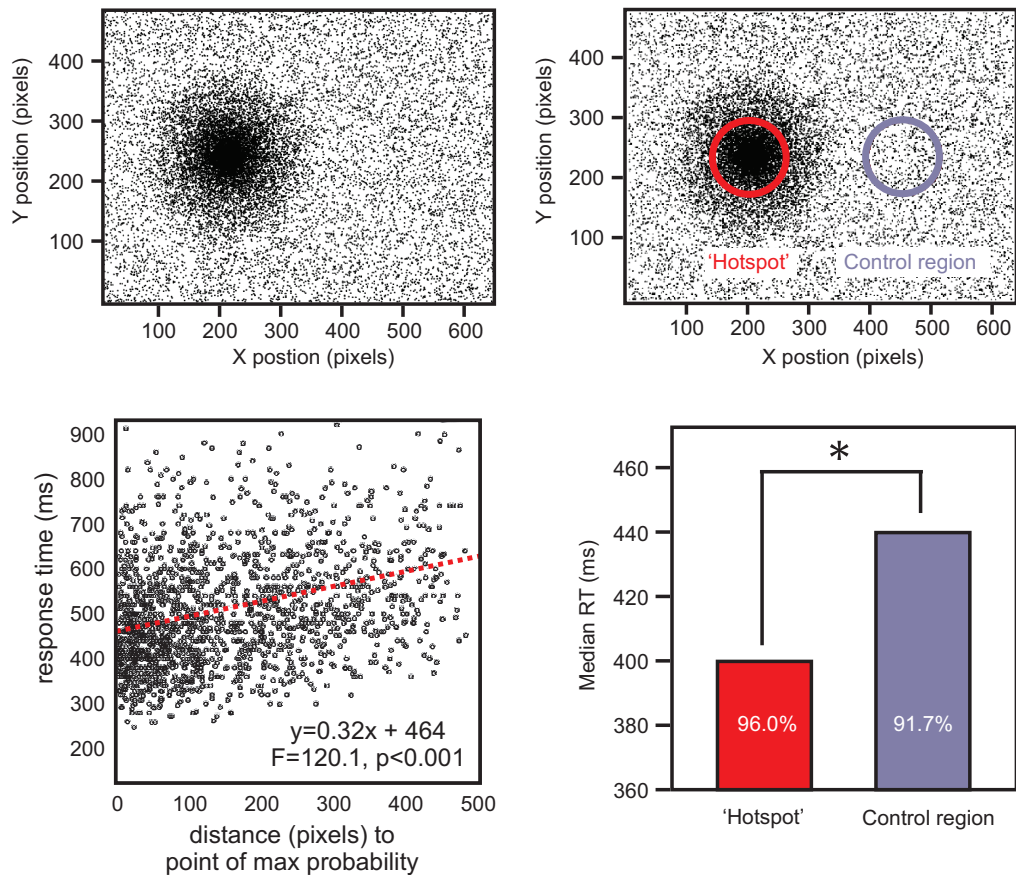 Y position (pixels)
400
300
200
100
100 200 300 400 500 600
X postion (pixels)
Y position (pixels)
400
300
200
100
'Hotspot' Control region
100 200 300 400 500 600
X postion (pixels)
response time (ms)
900
800
700
600
500
400
300
200
y=0.32x + 464
F=120.1, p<0.001
0 100 200 300 400 500
distance (pixels) to
point of max probability
Median RT (ms)
460
440
420
400
380
360
*
96.0% 91.7%
'Hotspot' Control region